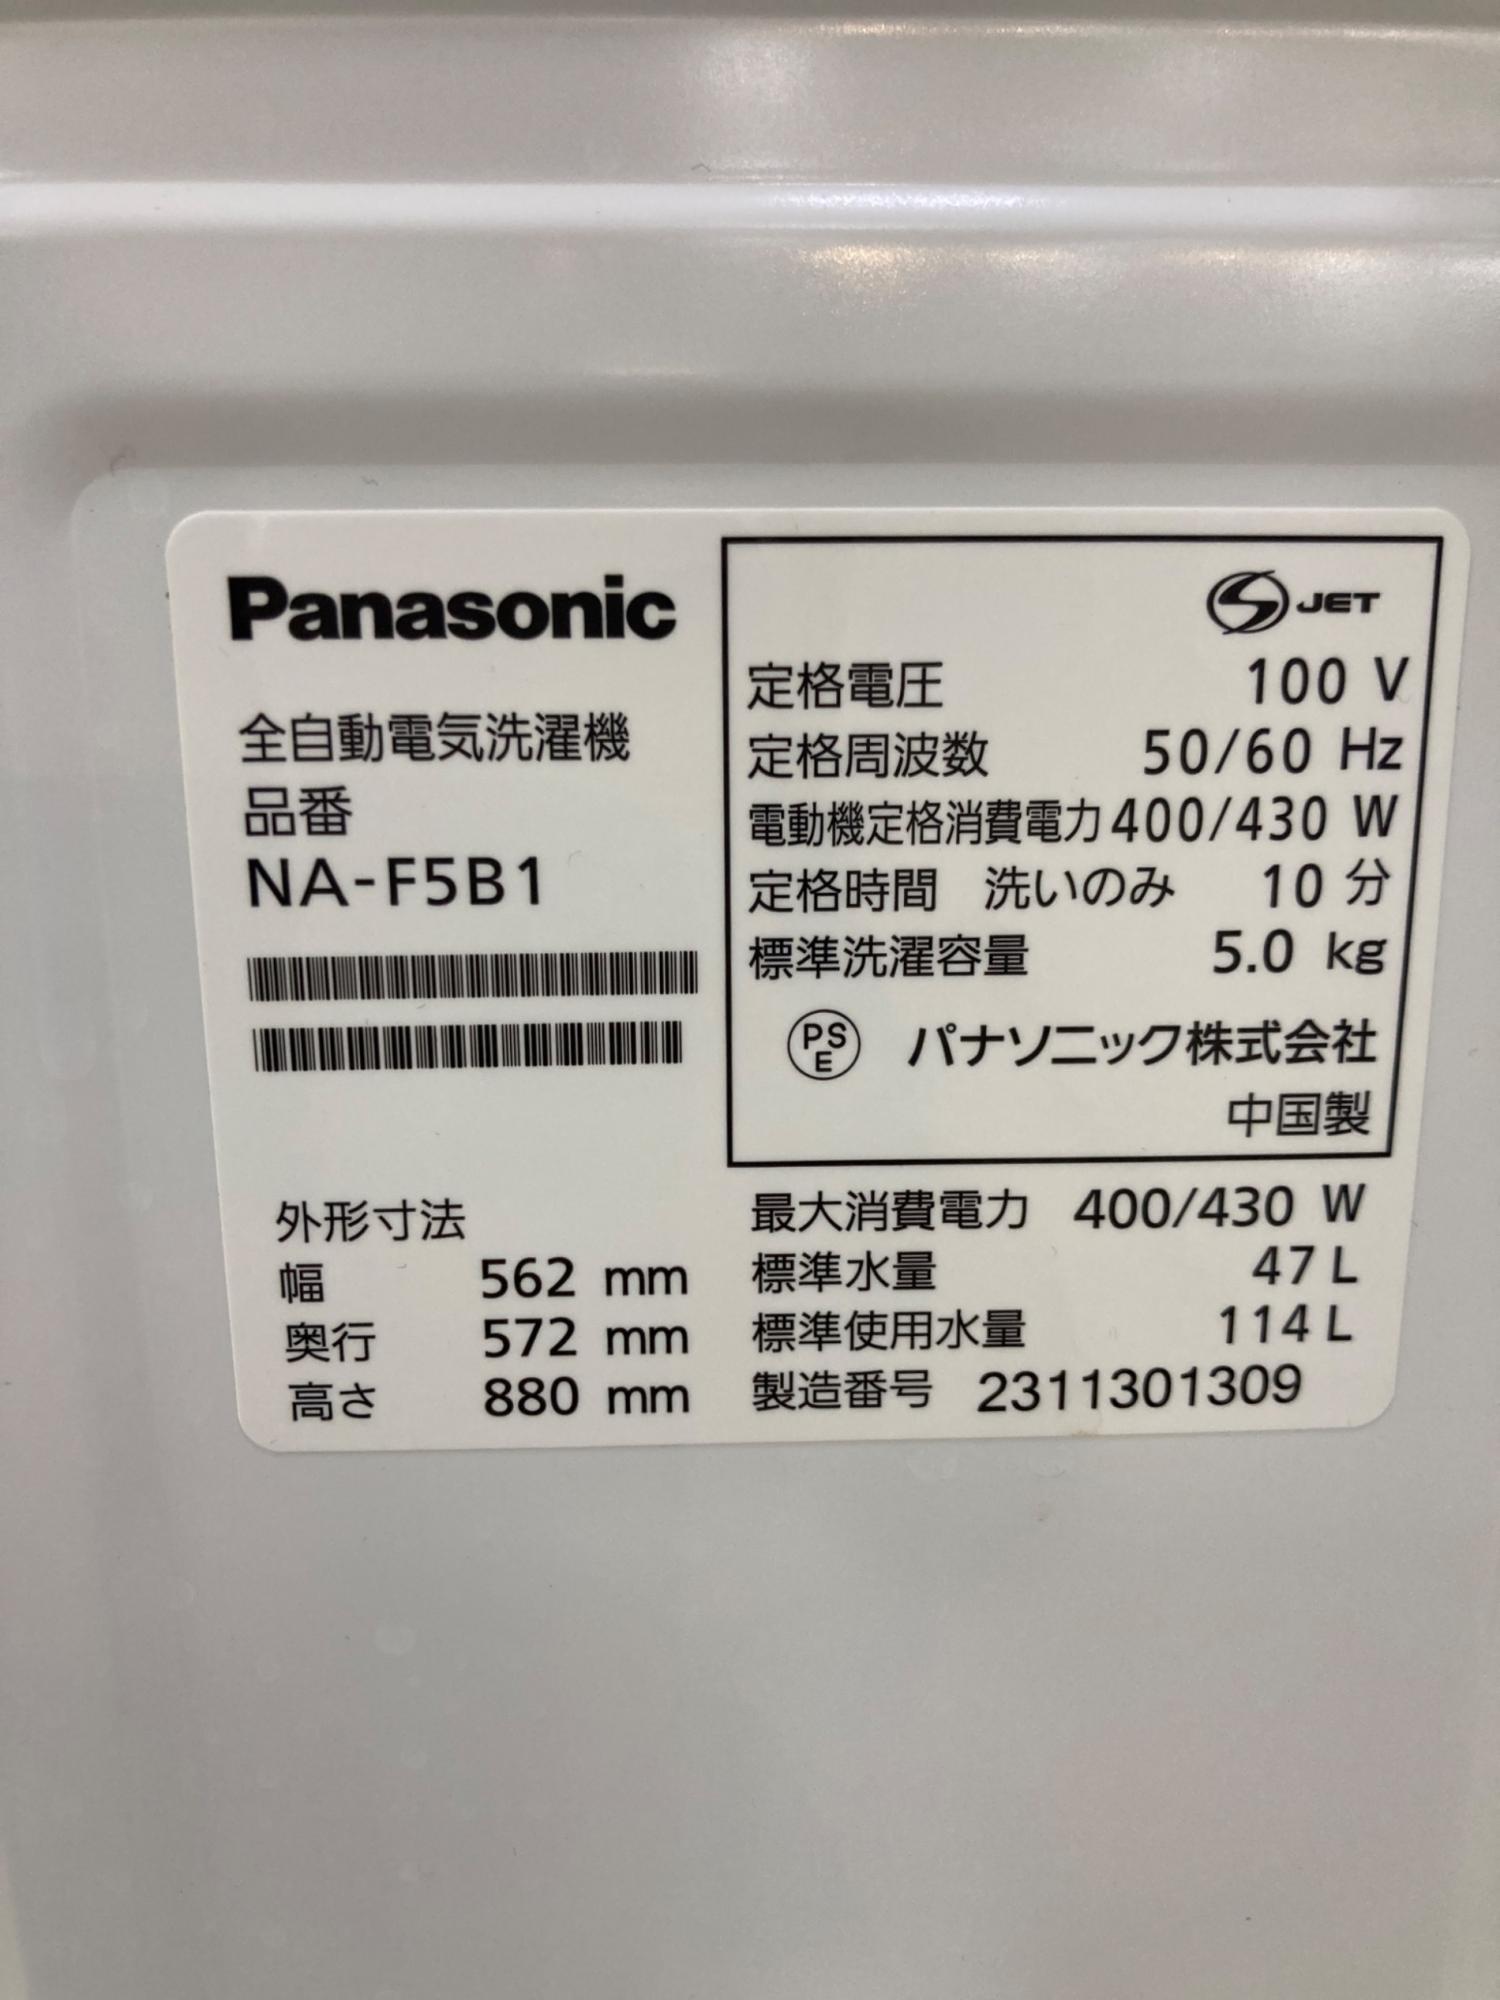 Panasonic
全自動電気洗濯機
品番
NA-F5B1
外形寸法
幅 562 mm
奥行 572 mm
高さ 880 mm
S JET
定格電圧 100 V
定格周波数 50/60 Hz
電動機定格消費電力 400/430 W
定格時間 洗いのみ 10 分
標準洗濯容量 5.0 kg
PSE パナソニック株式会社
中国製
最大消費電力 400/430 W
標準水量 47 L
標準使用水量 114 L
製造番号 2311301309